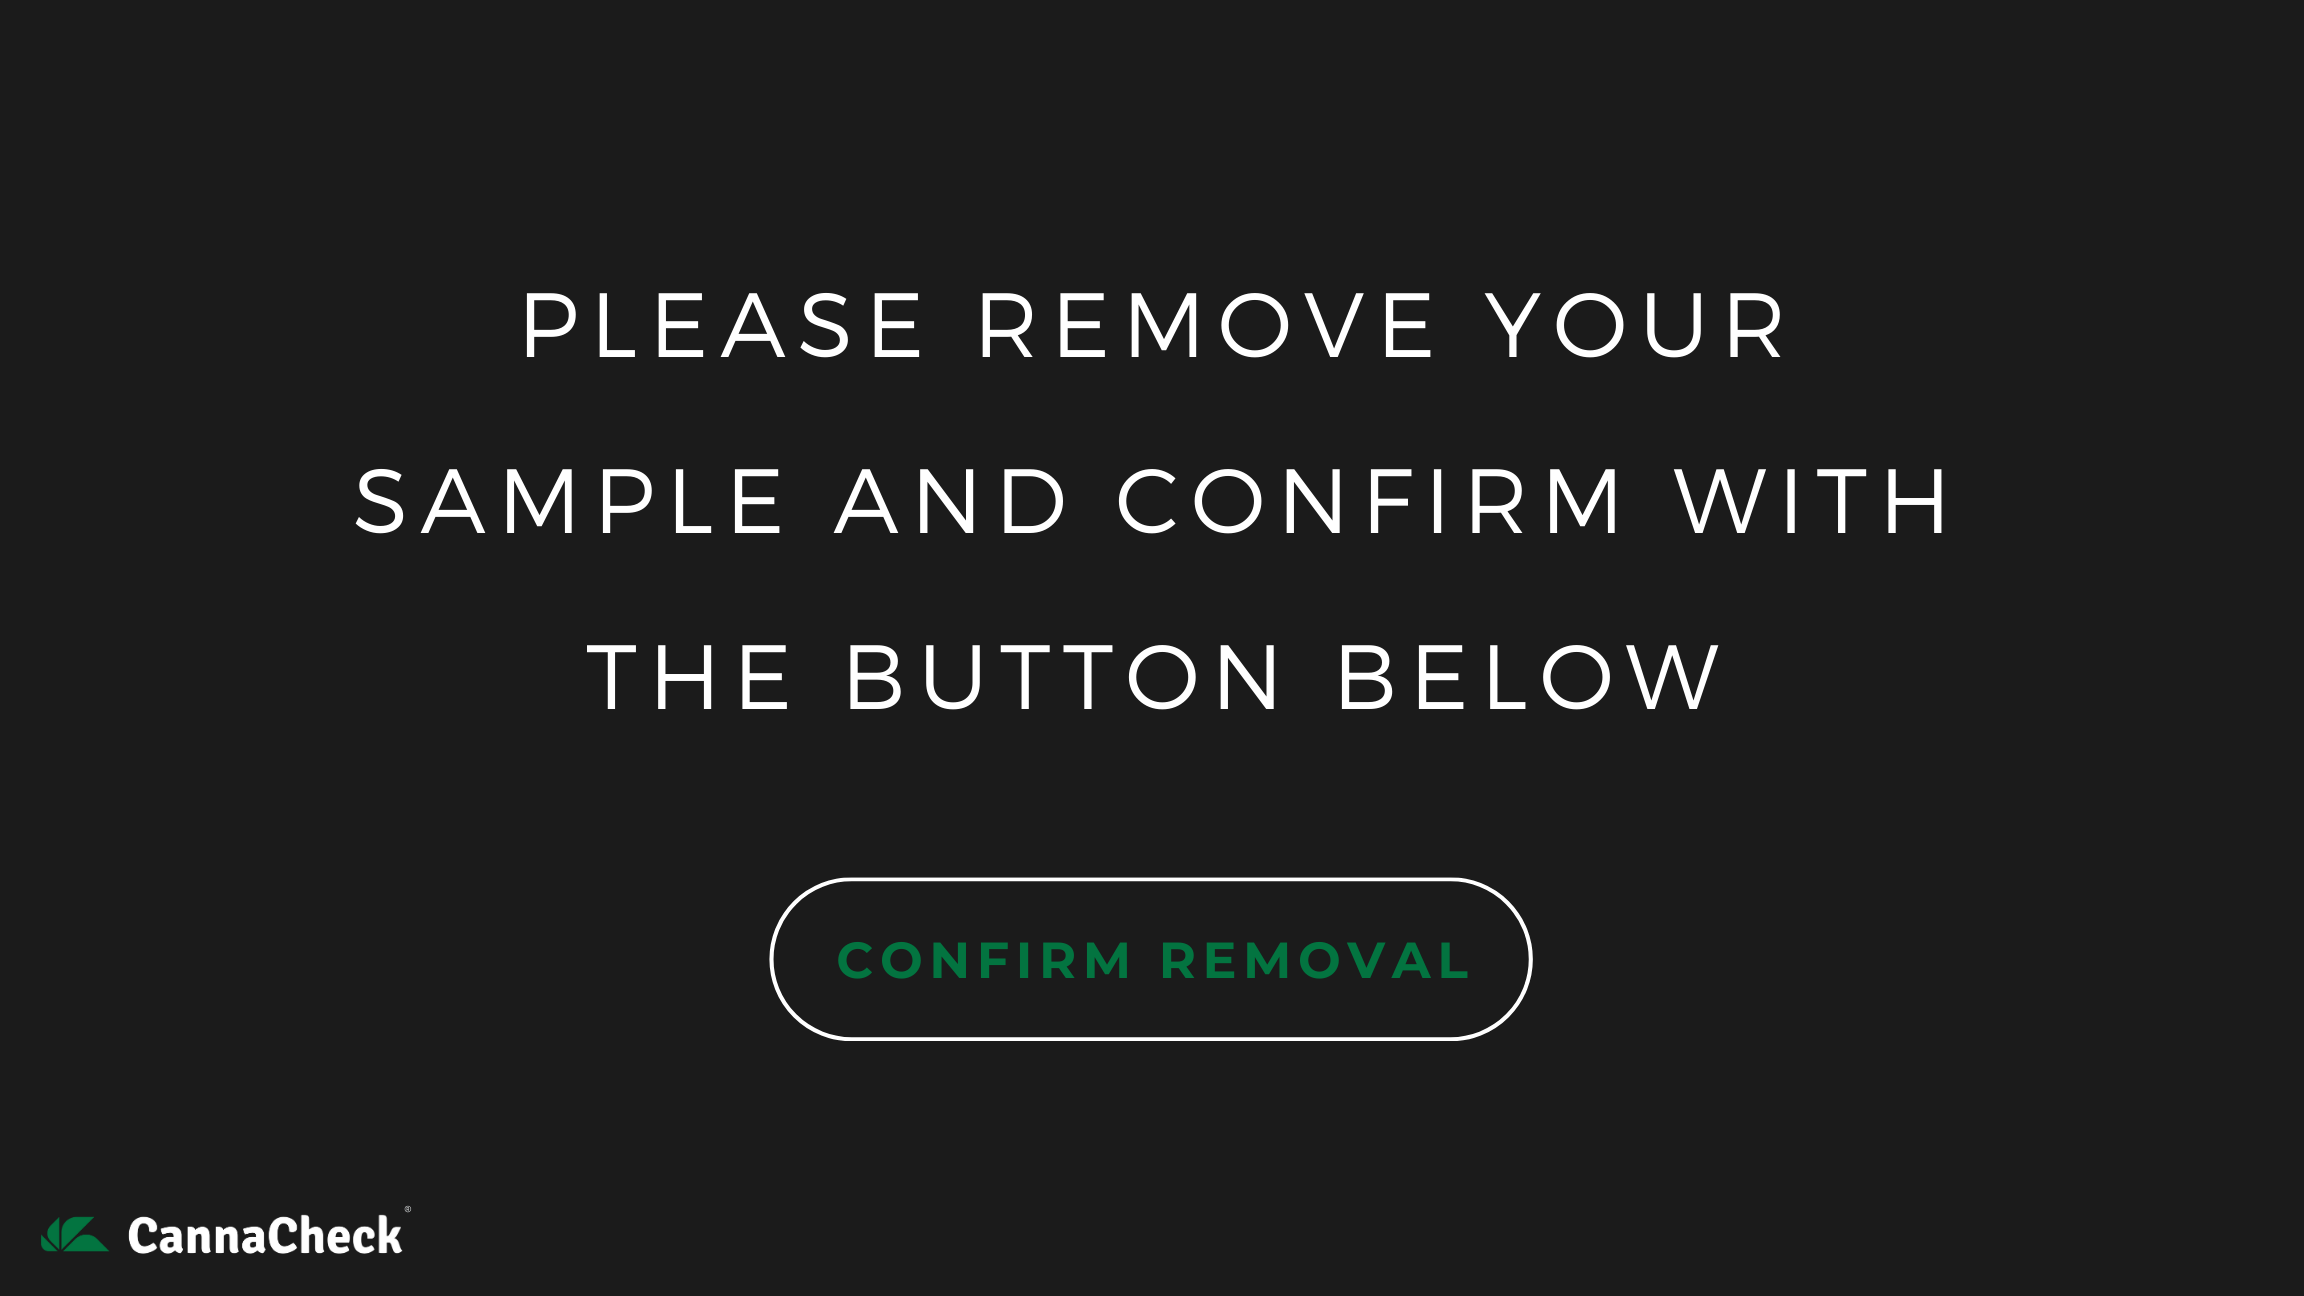 PLEASE REMOVE YOUR
SAMPLE AND CONFIRM WITH
THE BUTTON BELOW
CONFIRM REMOVAL
CannaCheck®